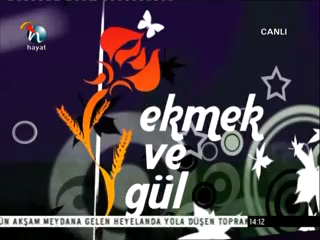 hayat
CANLI
ekmek
ve
gül
ÜN AKŞAM MEYDANA GELEN HEYELANDA YOLA DÜŞEN TOPRA
14:12